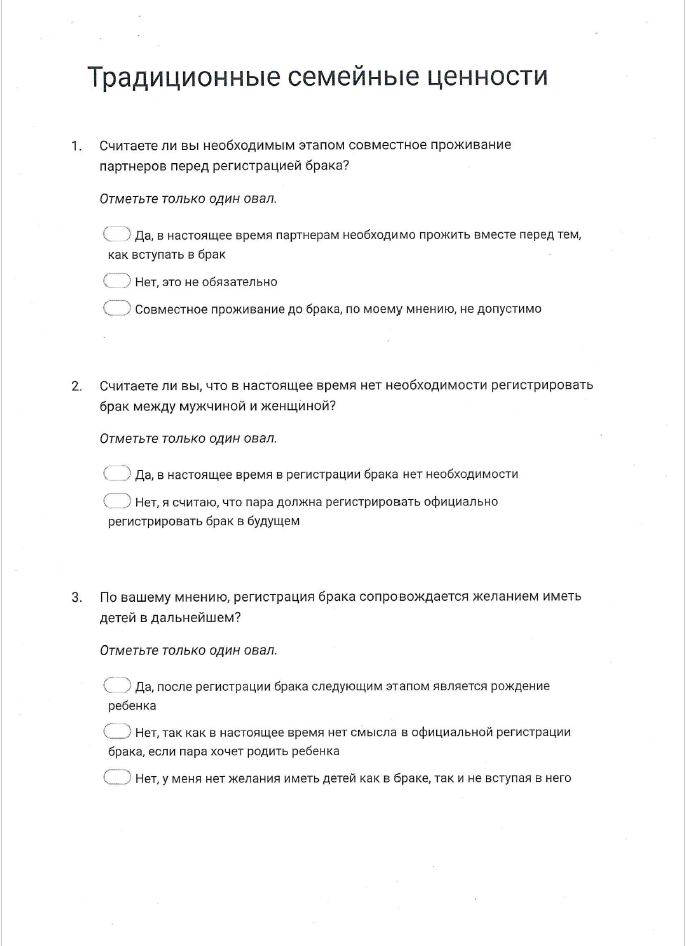 Традиционные семейные ценности
1. Считаете ли вы необходимым этапом совместное проживание
партнеров перед регистрацией брака?
Отметьте только один овал.
Да, в настоящее время партнерам необходимо прожить вместе перед тем,
как вступать в брак
Нет, это не обязательно
Совместное проживание до брака, по моему мнению, не допустимо
2. Считаете ли вы, что в настоящее время нет необходимости регистрировать
брак между мужчиной и женщиной?
Отметьте только один овал.
Да, в настоящее время в регистрации брака нет необходимости
Нет, я считаю, что пара должна регистрировать официально
регистрировать брак в будущем
3. По вашему мнению, регистрация брака сопровождается желанием иметь
детей в дальнейшем?
Отметьте только один овал.
Да, после регистрации брака следующим этапом является рождение
ребенка
Нет, так как в настоящее время нет смысла в официальной регистрации
брака, если пара хочет родить ребенка
Нет, у меня нет желания иметь детей как в браке, так и не вступая в него